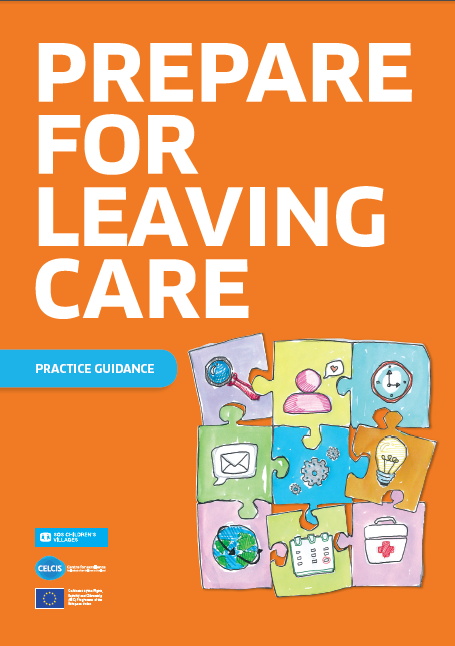 PREPARE
FOR
LEAVING
CARE
PRACTICE GUIDANCE
SOS CHILDREN'S
VILLAGES
CELCIS